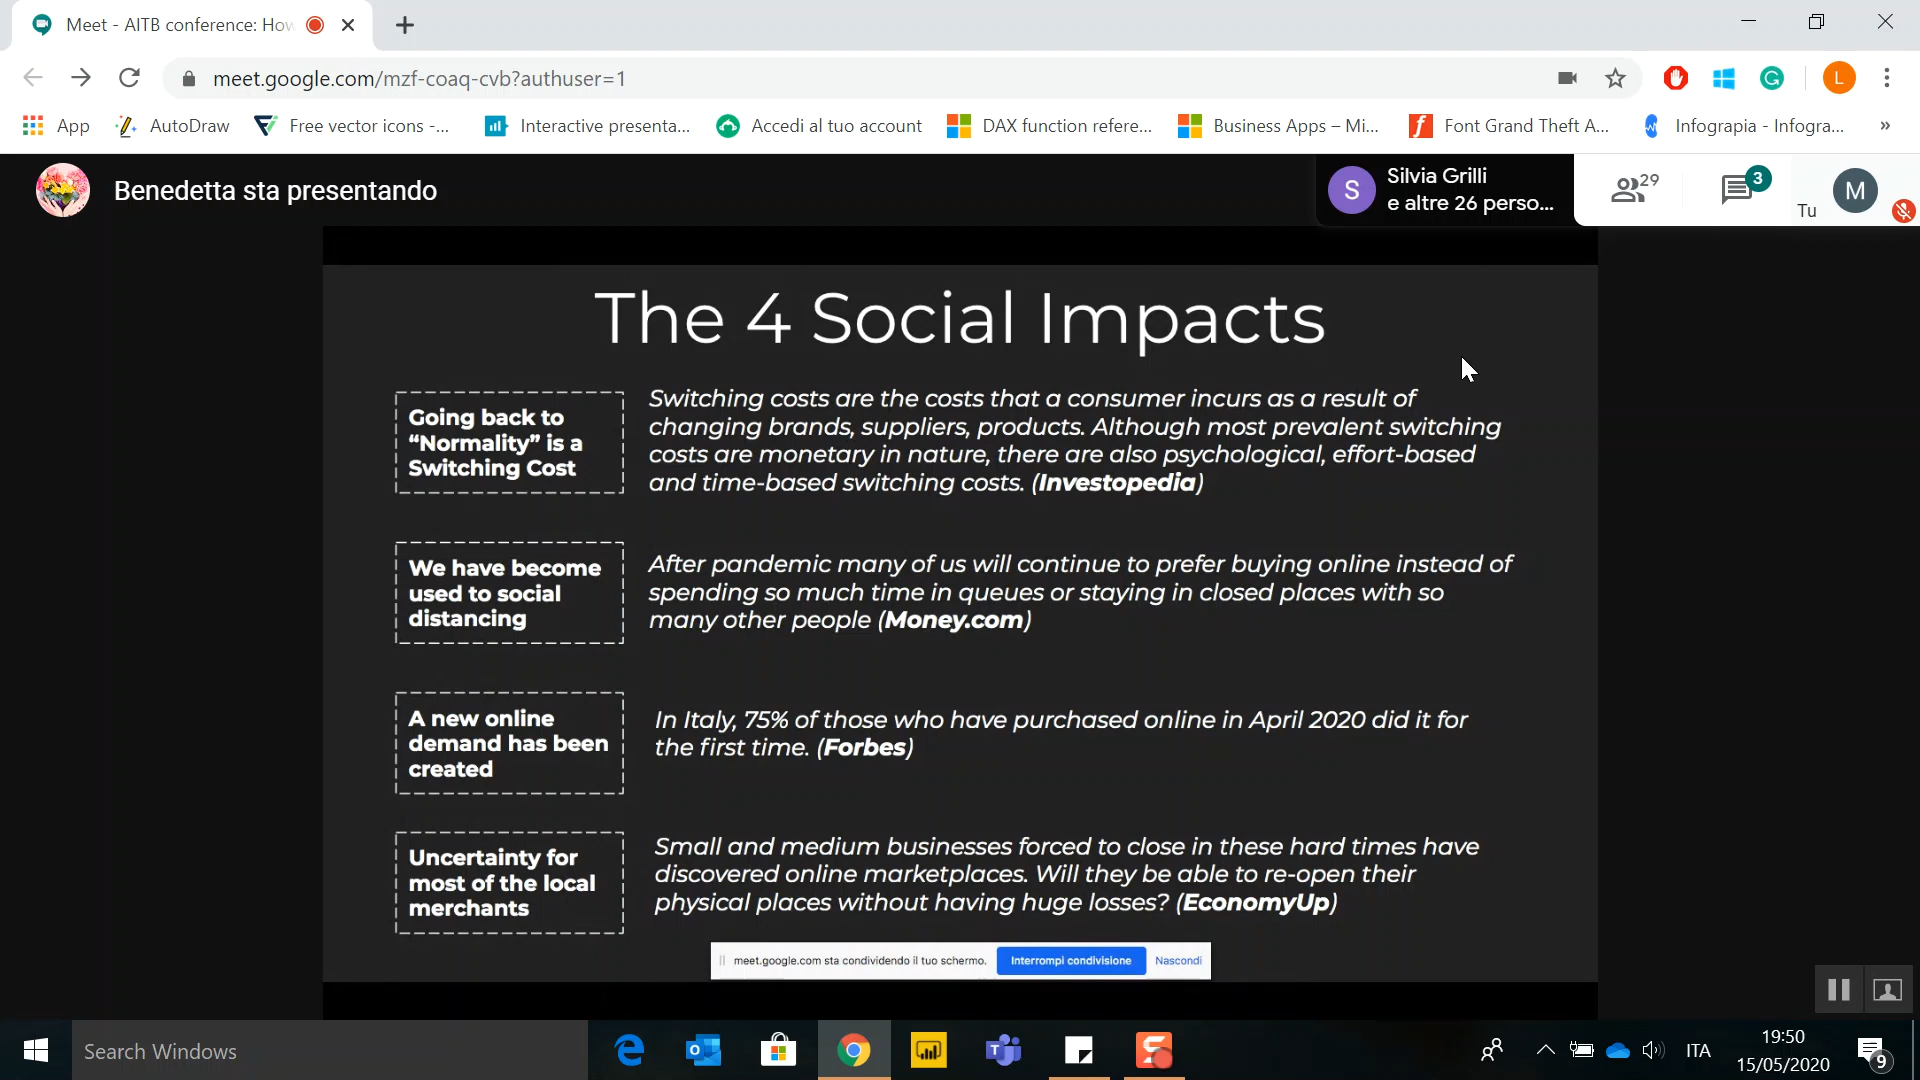 Meet - AITB conference: How
meet.google.com/mzf-coaq-cvb?authuser=1
L
App
AutoDraw
Free vector icons -...
Interactive presenta...
Accedi al tuo account
DAX function refere...
Business Apps – Mi...
Font Grand Theft A...
Infograpia - Infogra...
»
Benedetta sta presentando
S
Silvia Grilli
e altre 26 perso...
29
3
Tu
M
The 4 Social Impacts
Going back to
“Normality” is a
Switching Cost
Switching costs are the costs that a consumer incurs as a result of
changing brands, suppliers, products. Although most prevalent switching
costs are monetary in nature, there are also psychological, effort-based
and time-based switching costs. (Investopedia)
We have become
used to social
distancing
After pandemic many of us will continue to prefer buying online instead of
spending so much time in queues or staying in closed places with so
many other people (Money.com)
A new online
demand has been
created
In Italy, 75% of those who have purchased online in April 2020 did it for
the first time. (Forbes)
Uncertainty for
most of the local
merchants
Small and medium businesses forced to close in these hard times have
discovered online marketplaces. Will they be able to re-open their
physical places without having huge losses? (EconomyUp)
meet.google.com sta condividendo il tuo schermo.
Interrompi condivisione
Nascondi
Search Windows
ITA
19:50
15/05/2020
9